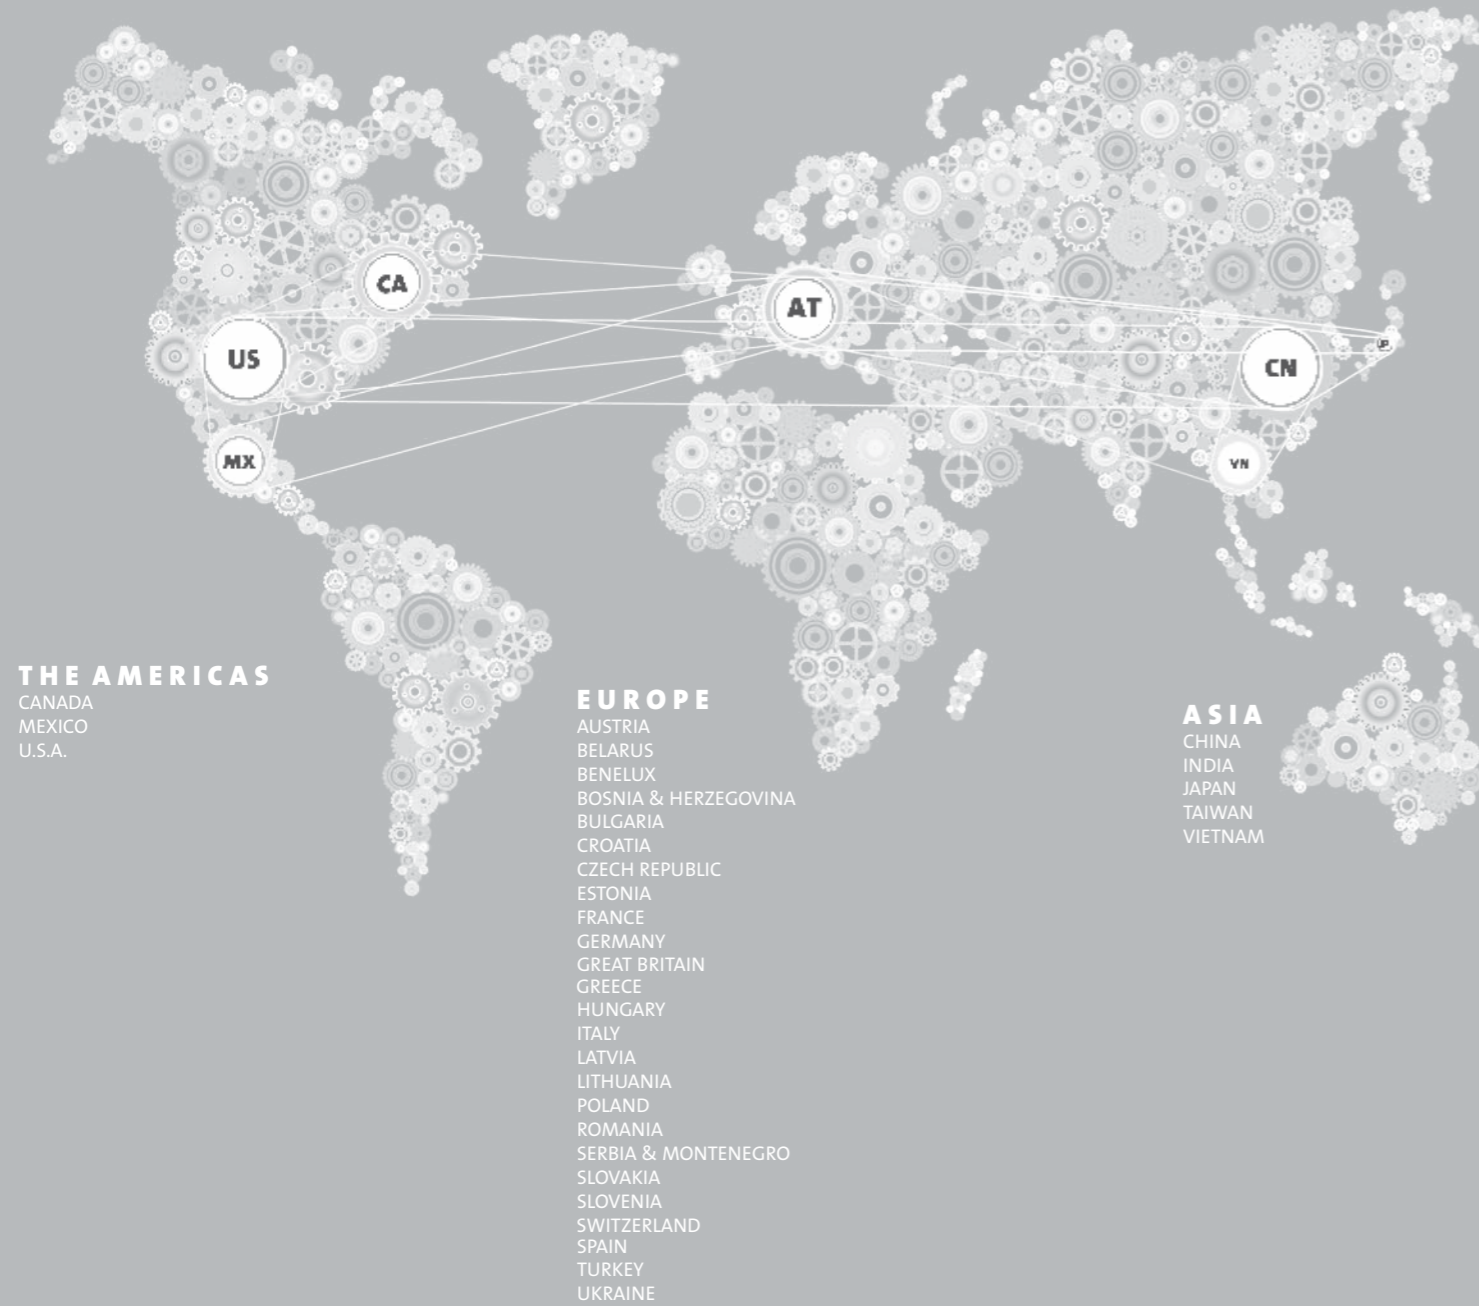 CA
AT
US
CN
JP
MX
VN
THE AMERICAS
CANADA
MEXICO
U.S.A.
EUROPE
AUSTRIA
BELARUS
BENELUX
BOSNIA & HERZEGOVINA
BULGARIA
CROATIA
CZECH REPUBLIC
ESTONIA
FRANCE
GERMANY
GREAT BRITAIN
GREECE
HUNGARY
ITALY
LATVIA
LITHUANIA
POLAND
ROMANIA
SERBIA & MONTENEGRO
SLOVAKIA
SLOVENIA
SWITZERLAND
SPAIN
TURKEY
UKRAINE
ASIA
CHINA
INDIA
JAPAN
TAIWAN
VIETNAM